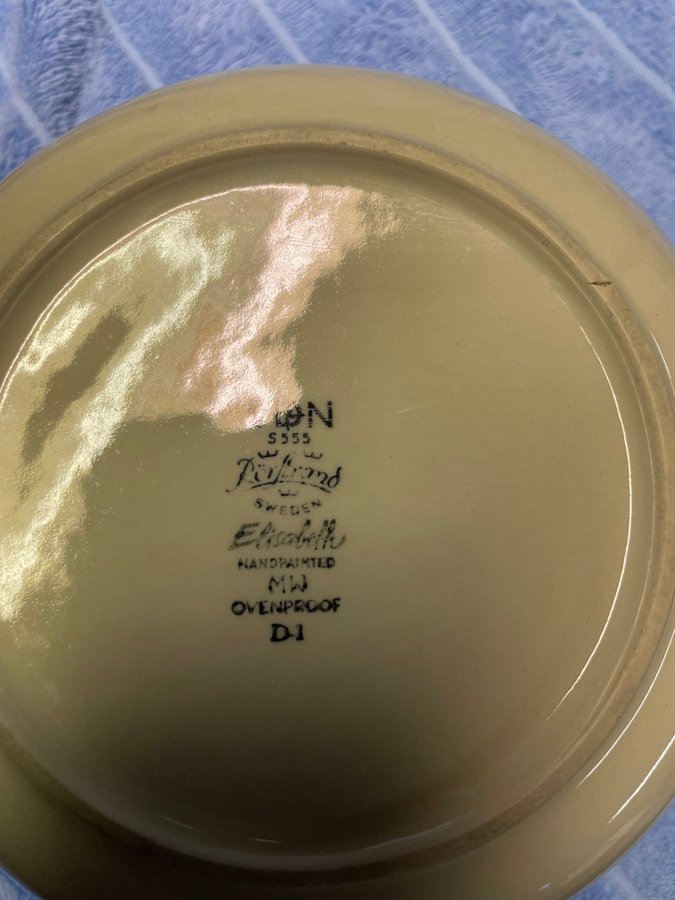 S555
Rörstrand
SWEDEN
Elisabeth
HANDPAINTED
MW
OVENPROOF
D-1